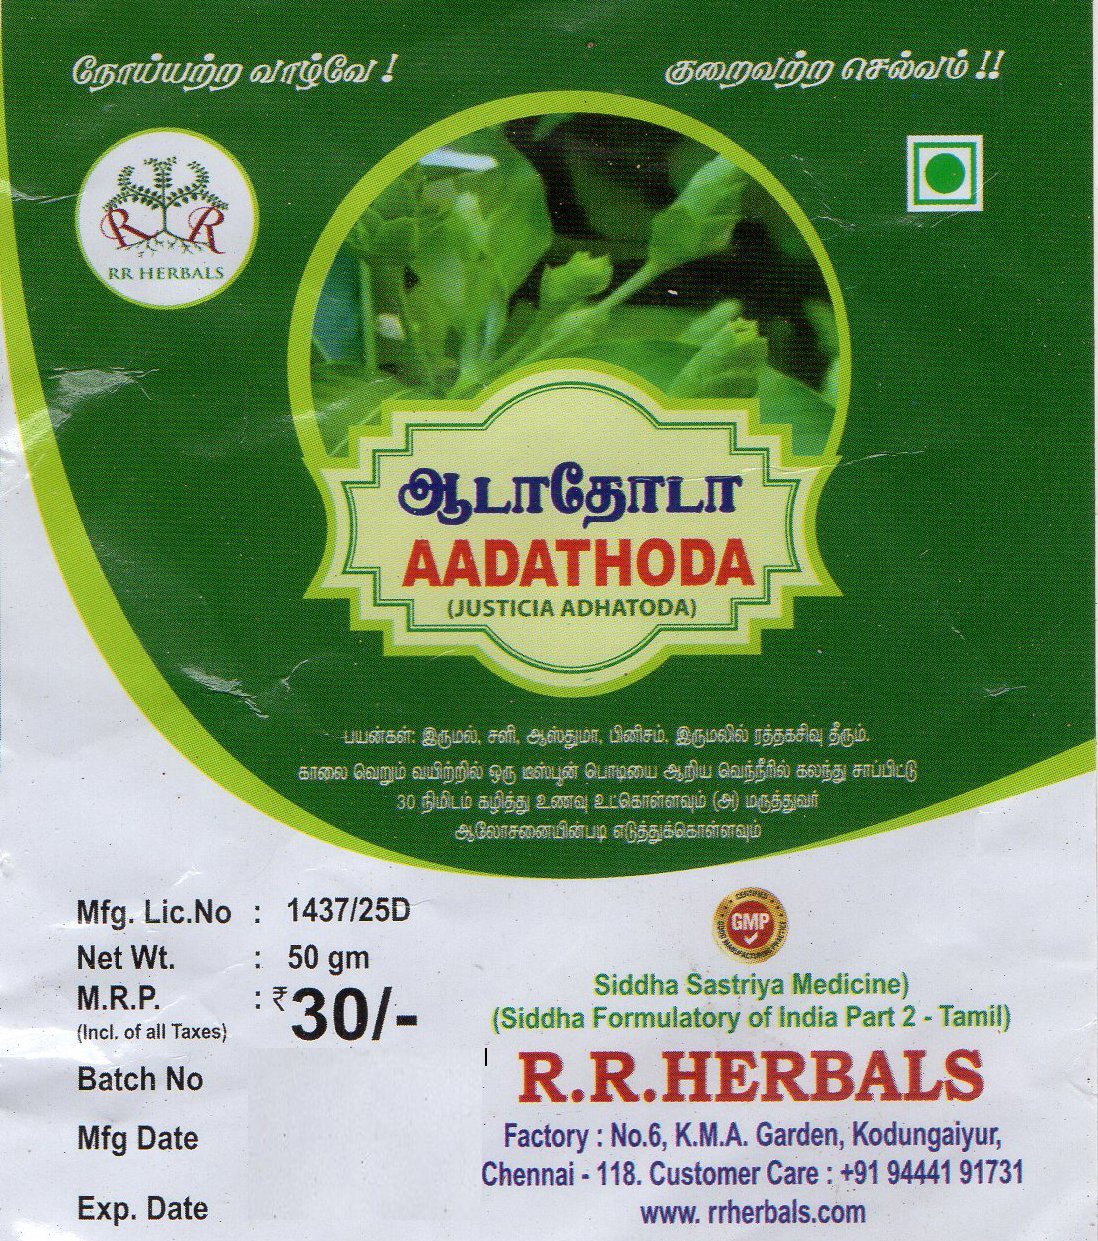 நோய்யற்ற வாழ்வே !
குறைவற்ற செல்வம் !!
RR
RR HERBALS
ஆடாதோடா
AADATHODA
(JUSTICIA ADHATODA)
பயன்கள்: இருமல், சளி, ஆஸ்துமா, பினிசம், இருமலில் ரத்தகசிவு தீரும்.
காலை வெறும் வயிற்றில் ஒரு டீஸ்பூன் பொடியை ஆறிய வெந்நீரில் கலந்து சாப்பிட்டு
30 நிமிடம் கழித்து உணவு உட்கொள்ளவும் (அ) மருத்துவர்
ஆலோசனையின்படி எடுத்துக்கொள்ளவும்
Mfg. Lic.No : 1437/25D
Net Wt. : 50 gm
M.R.P. : ₹30/-
(Incl. of all Taxes)
Batch No
Mfg Date
Exp. Date
CERTIFIED
GMP
GOOD MANUFACTURING PRACTICE
Siddha Sastriya Medicine)
(Siddha Formulatory of India Part 2 - Tamil)
R.R.HERBALS
Factory : No.6, K.M.A. Garden, Kodungaiyur,
Chennai - 118. Customer Care : +91 94441 91731
www. rrherbals.com